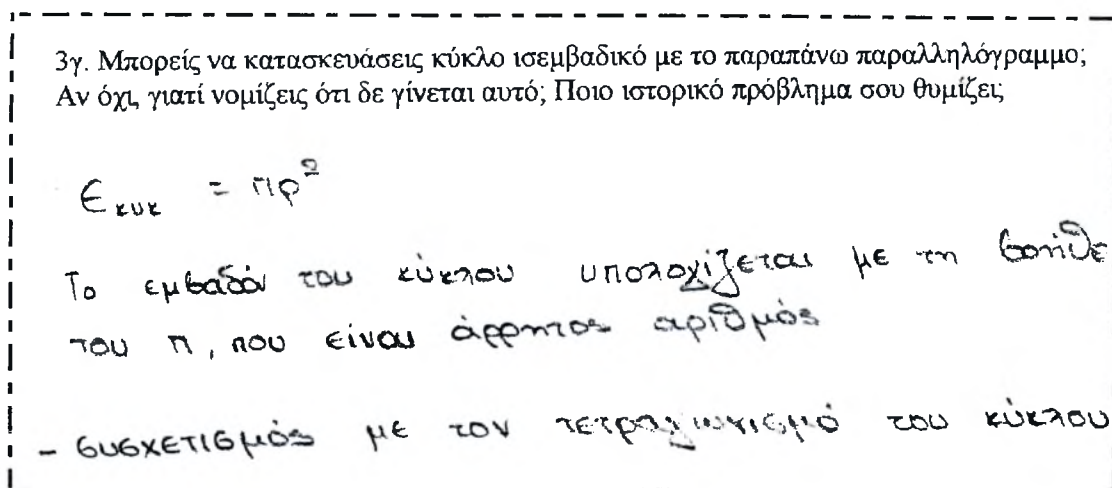 3γ. Μπορείς να κατασκευάσεις κύκλο ισεμβαδικό με το παραπάνω παραλληλόγραμμο;
Αν όχι, γιατί νομίζεις ότι δε γίνεται αυτό; Ποιο ιστορικό πρόβλημα σου θυμίζει;
Εκυκ = πρ²
Το εμβαδόν του κύκλου υπολογίζεται με τη βοήθε
του π, που είναι άρρητος αριθμός
- συσχετισμός με τον τετραγωνισμό του κύκλου